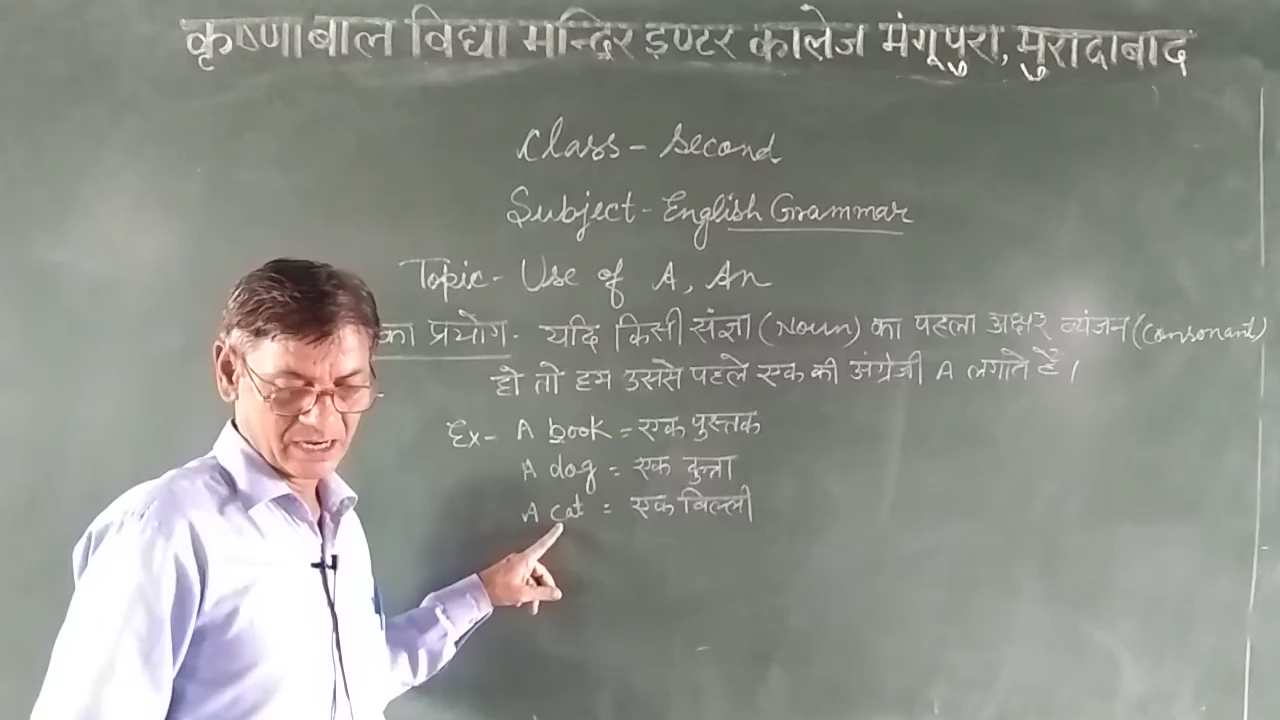 कृष्णा बाल विद्या मन्दिर इण्टर कालेज मंगूपुरा, मुरादाबाद
Class - Second
Subject - English Grammar
Topic - Use of A, An
का प्रयोग - यदि किसी संज्ञा (Noun) का पहला अक्षर व्यंजन (Consonant)
हो तो हम उससे पहले एक की अंग्रेजी A लगाते हैं।
Ex - A book = एक पुस्तक
A dog = एक कुत्ता
A cat = एक बिल्ली